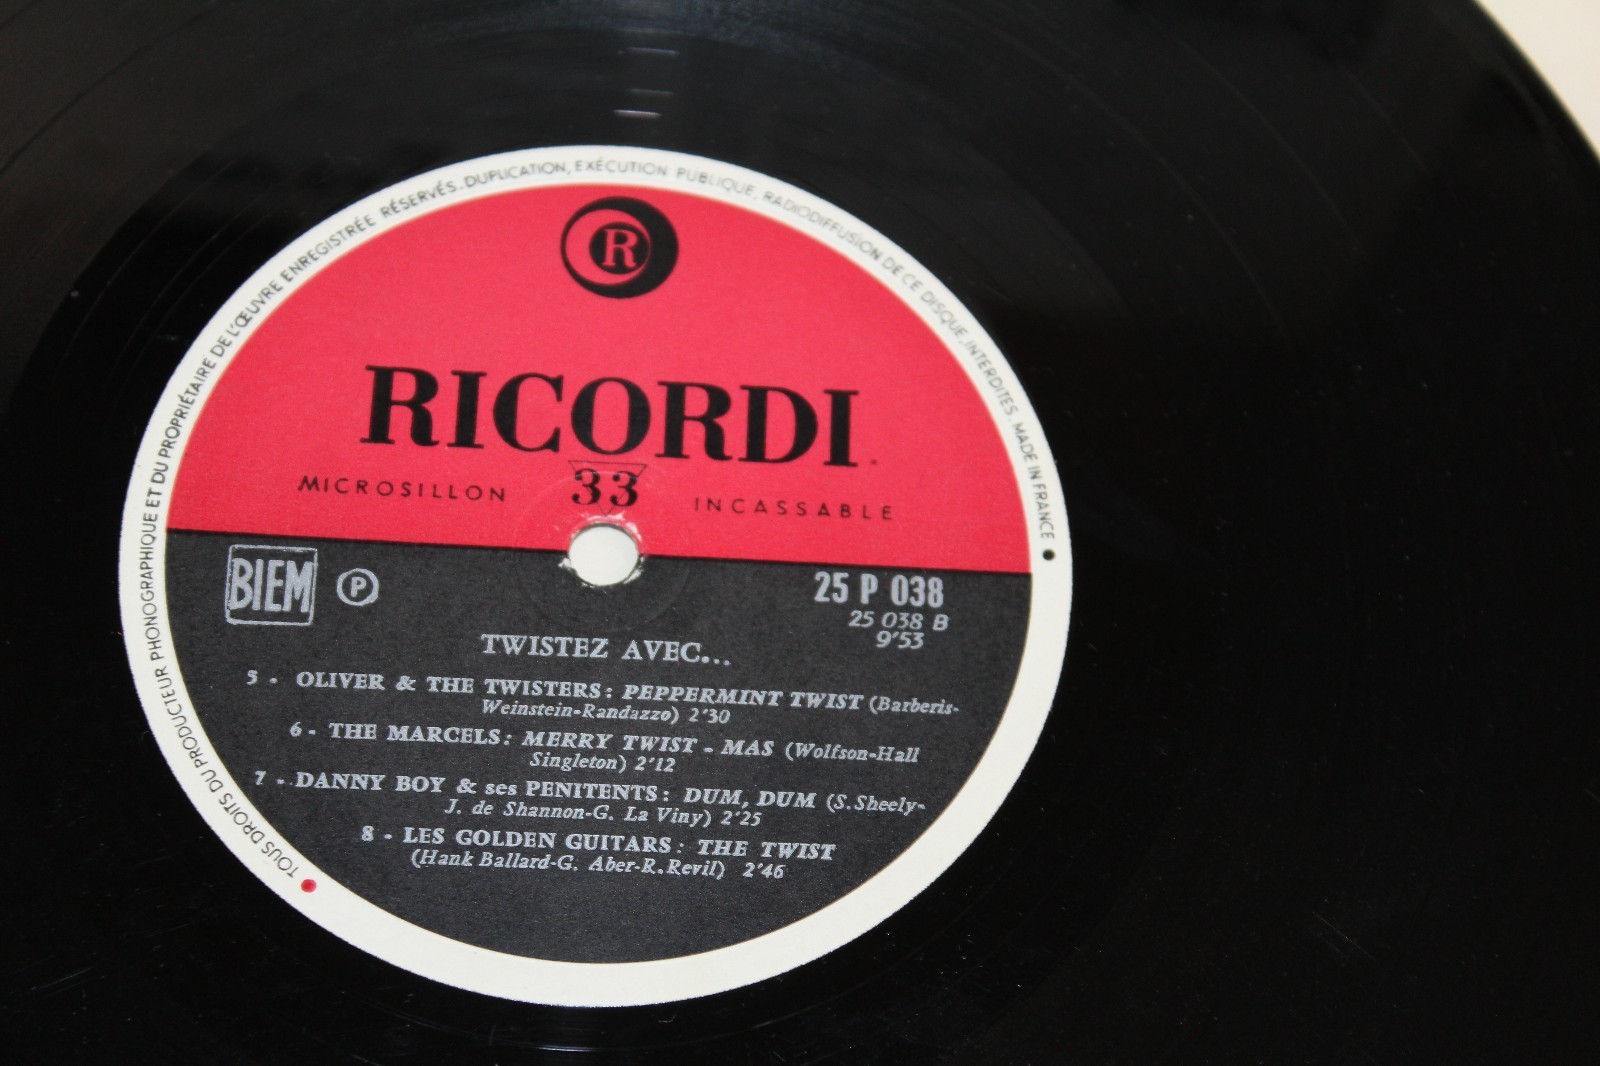 TOUS DROITS DU PRODUCTEUR PHONOGRAPHIQUE ET DU PROPRIÉTAIRE DE L'ŒUVRE ENREGISTRÉE RÉSERVÉS. DUPLICATION, EXÉCUTION PUBLIQUE, RADIODIFFUSION DE CE DISQUE, INTERDITES. MADE IN FRANCE
R
RICORDI
MICROSILLON 33 INCASSABLE
BIEM P 25 P 038
25 038 B
9'53
TWISTEZ AVEC...
5 - OLIVER & THE TWISTERS: PEPPERMINT TWIST (Barberis-
Weinstein-Randazzo) 2'30
6 - THE MARCELS: MERRY TWIST - MAS (Wolfson-Hall
Singleton) 2'12
7 - DANNY BOY & ses PENITENTS: DUM, DUM (S. Sheely-
J. de Shannon-G. La Viny) 2'25
8 - LES GOLDEN GUITARS: THE TWIST
(Hank Ballard-G. Aber-R. Revil) 2'46